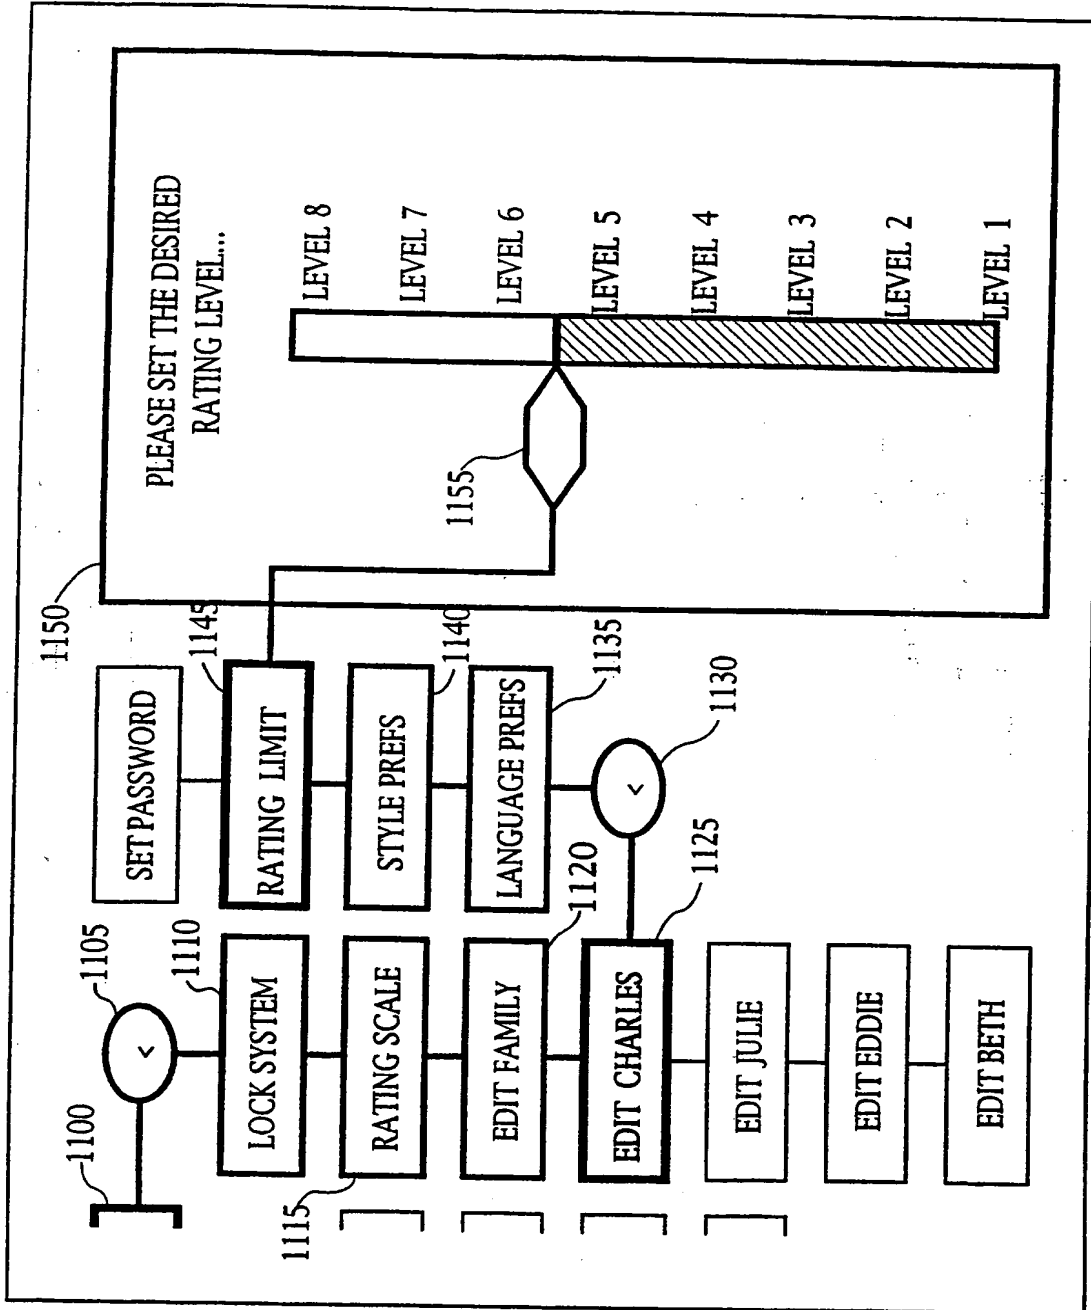 1100
1105
<
LOCK SYSTEM
1110
RATING SCALE
1115
EDIT FAMILY
1120
EDIT CHARLES
1125
EDIT JULIE
EDIT EDDIE
EDIT BETH
SET PASSWORD
RATING LIMIT
1145
STYLE PREFS
1140
LANGUAGE PREFS
1135
<
1130
1150
PLEASE SET THE DESIRED
RATING LEVEL...
1155
LEVEL 8
LEVEL 7
LEVEL 6
LEVEL 5
LEVEL 4
LEVEL 3
LEVEL 2
LEVEL 1